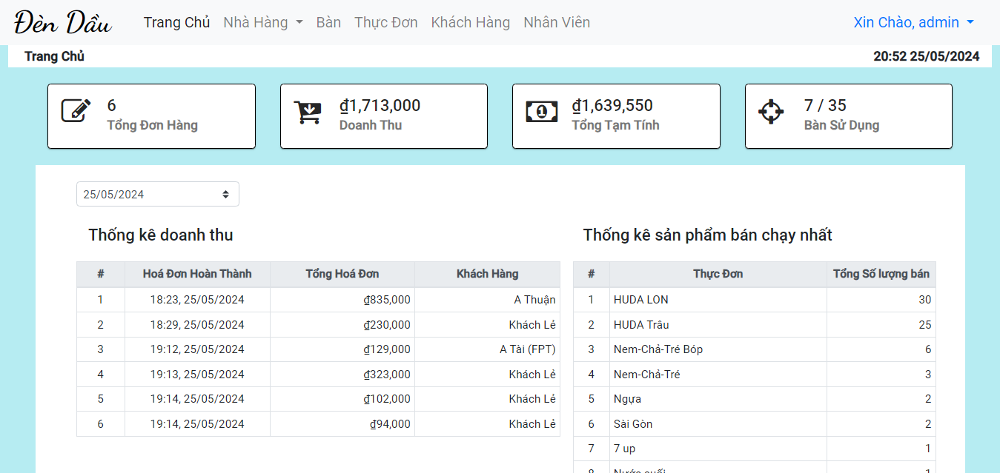 Đèn Dầu Trang Chủ Nhà Hàng Bàn Thực Đơn Khách Hàng Nhân Viên Xin Chào, admin
Trang Chủ 20:52 25/05/2024
6 ₫1,713,000 ₫1,639,550 7 / 35
Tổng Đơn Hàng Doanh Thu Tổng Tạm Tính Bàn Sử Dụng
25/05/2024
Thống kê doanh thu
# Hoá Đơn Hoàn Thành Tổng Hoá Đơn Khách Hàng
1 18:23, 25/05/2024 ₫835,000 A Thuận
2 18:29, 25/05/2024 ₫230,000 Khách Lẻ
3 19:12, 25/05/2024 ₫129,000 A Tài (FPT)
4 19:13, 25/05/2024 ₫323,000 Khách Lẻ
5 19:14, 25/05/2024 ₫102,000 Khách Lẻ
6 19:14, 25/05/2024 ₫94,000 Khách Lẻ
Thống kê sản phẩm bán chạy nhất
# Thực Đơn Tổng Số lượng bán
1 HUDA LON 30
2 HUDA Trâu 25
3 Nem-Chả-Tré Bóp 6
4 Nem-Chả-Tré 3
5 Ngựa 2
6 Sài Gòn 2
7 7 up 1
8 Nước suối 1